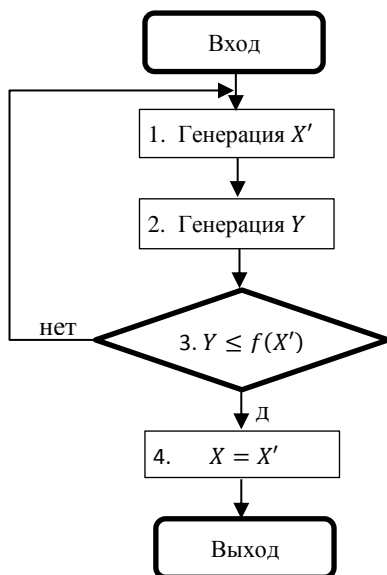 Вход
1. Генерация X′
2. Генерация Y
нет
3. Y ≤ f(X′)
д
4. X = X′
Выход